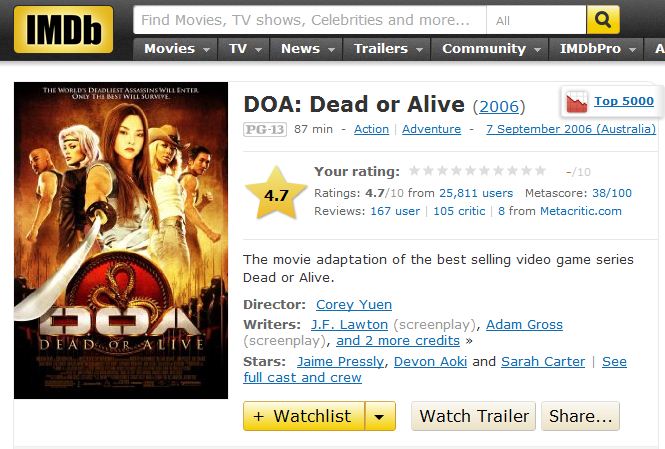 IMDb
Find Movies, TV shows, Celebrities and more...
All
Movies TV News Trailers Community IMDbPro A
THE WORLD'S DEADLIEST ASSASSINS WILL ENTER.
ONLY THE BEST WILL SURVIVE.
DOA
DEAD OR ALIVE
DOA: Dead or Alive (2006)
Top 5000
PG-13 87 min - Action | Adventure - 7 September 2006 (Australia)
4.7
Your rating: -/10
Ratings: 4.7/10 from 25,811 users Metascore: 38/100
Reviews: 167 user | 105 critic | 8 from Metacritic.com
The movie adaptation of the best selling video game series
Dead or Alive.
Director: Corey Yuen
Writers: J.F. Lawton (screenplay), Adam Gross
(screenplay), and 2 more credits »
Stars: Jaime Pressly, Devon Aoki and Sarah Carter | See
full cast and crew
+ Watchlist
Watch Trailer
Share...